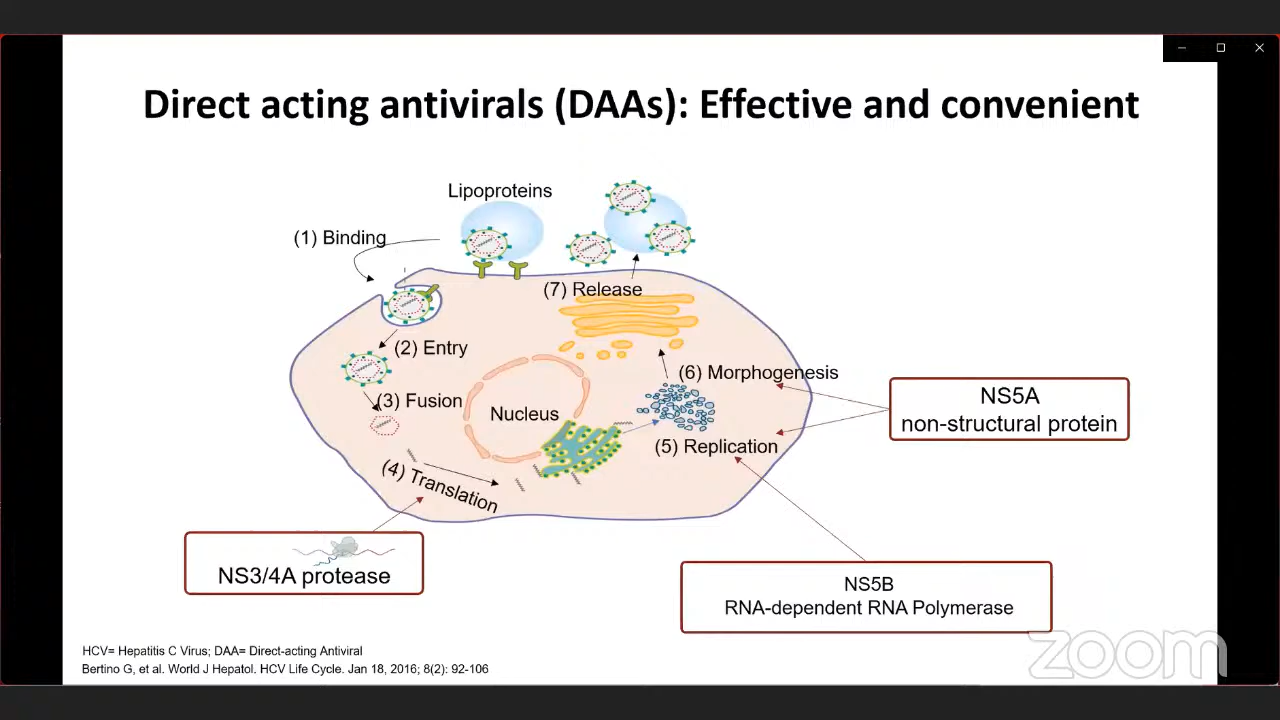 Direct acting antivirals (DAAs): Effective and convenient
Lipoproteins
(1) Binding
(7) Release
(2) Entry
(6) Morphogenesis
(3) Fusion
Nucleus
NS5A
non-structural protein
(5) Replication
(4) Translation
NS3/4A protease
NS5B
RNA-dependent RNA Polymerase
HCV= Hepatitis C Virus; DAA= Direct-acting Antiviral
Bertino G, et al. World J Hepatol. HCV Life Cycle. Jan 18, 2016; 8(2): 92-106
zoom